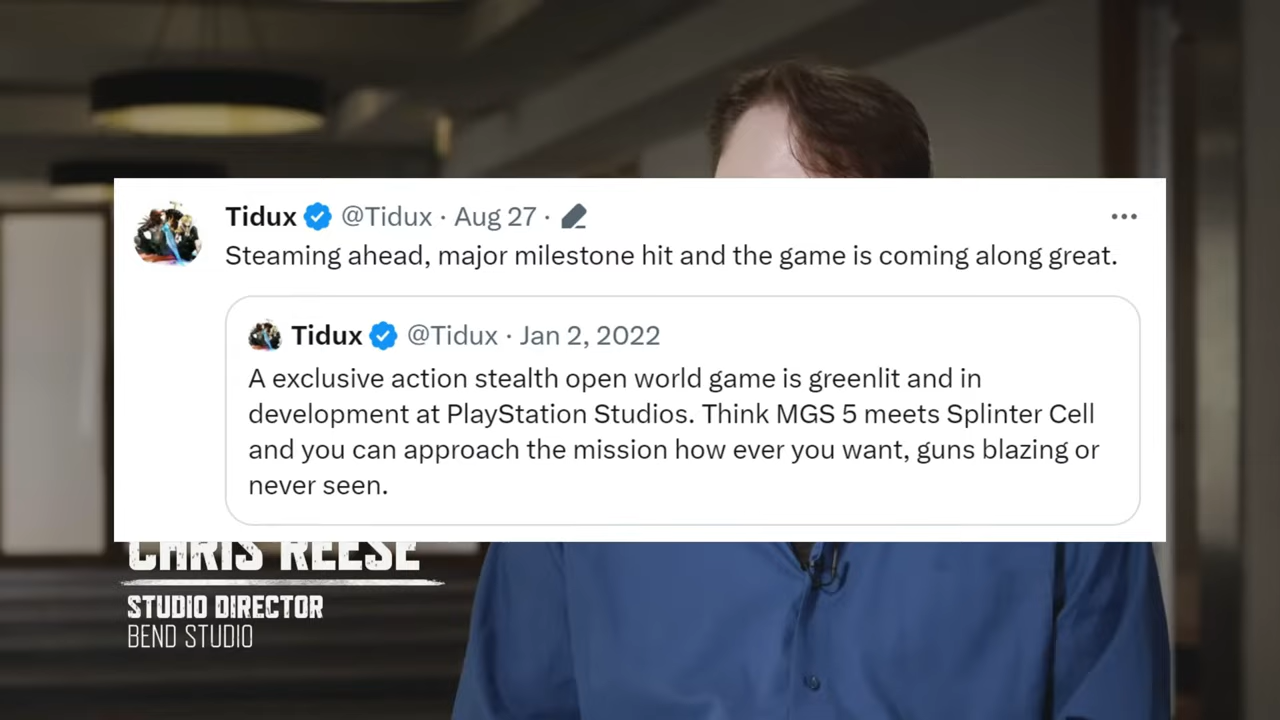 Tidux @Tidux · Aug 27 ·
Steaming ahead, major milestone hit and the game is coming along great.
Tidux @Tidux · Jan 2, 2022
A exclusive action stealth open world game is greenlit and in
development at PlayStation Studios. Think MGS 5 meets Splinter Cell
and you can approach the mission how ever you want, guns blazing or
never seen.
CHRIS REESE
STUDIO DIRECTOR
BEND STUDIO